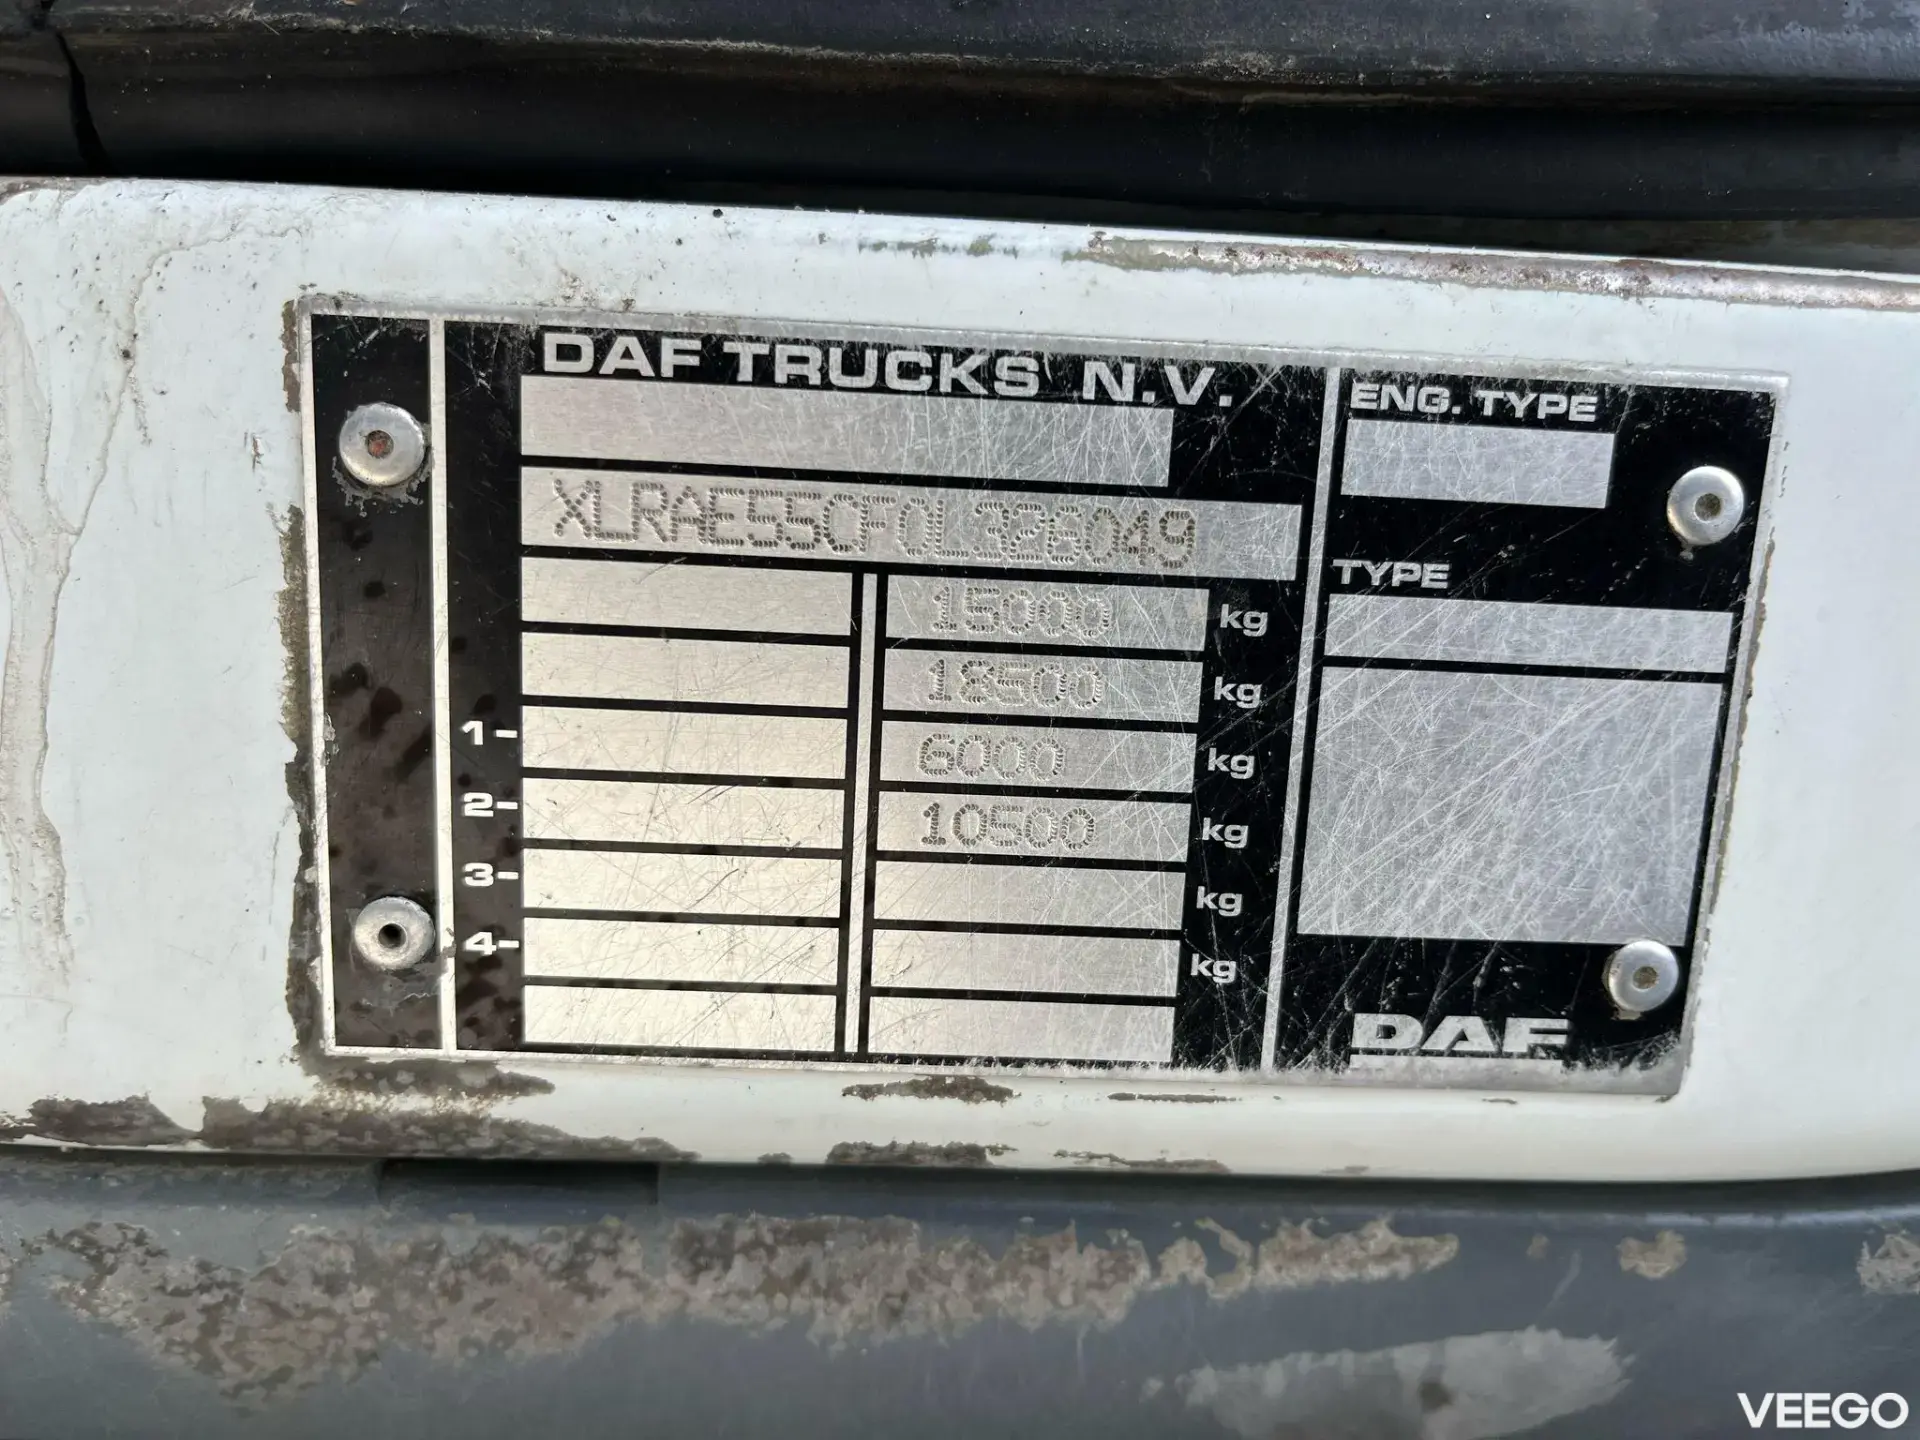 DAF TRUCKS N.V.
ENG. TYPE
XLRAE55CF0L328049
TYPE
15000 kg
18500 kg
1- 6000 kg
2- 10500 kg
3- kg
4- kg
DAF
VEEGO